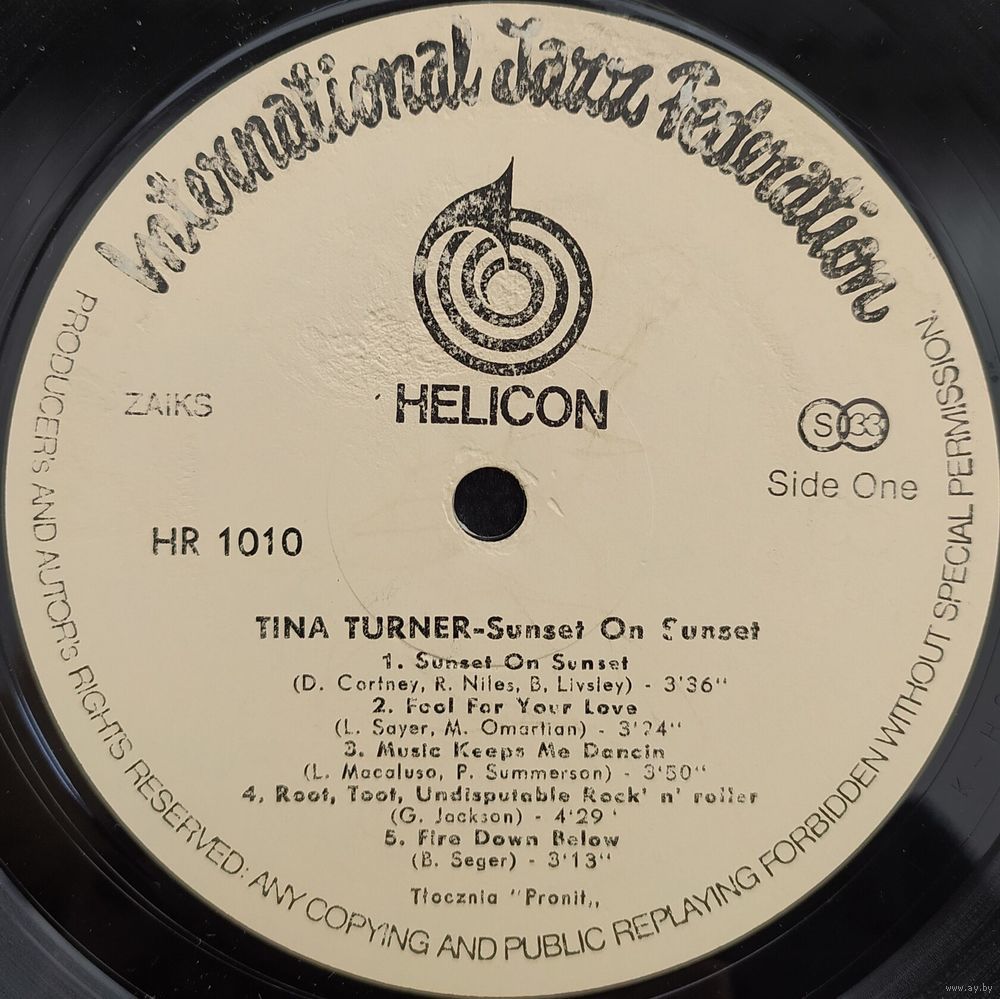 International Jazz Federation
HELICON
ZAIKS
S 33
Side One
HR 1010
TINA TURNER-Sunset On Sunset
1. Sunset On Sunset
(D. Cortney, R. Niles, B. Livsley) - 3'36"
2. Fool For Your Love
(L. Sayer, M. Omartian) - 3'24"
3. Music Keeps Me Dancin
(L. Macaluso, P. Summerson) - 3'50"
4. Root, Toot, Undisputable Rock' n' roller
(G. Jackson) - 4'29'
5. Fire Down Below
(B. Seger) - 3'13"
Tłocznia "Pronit„
PRODUCER's AND AUTOR's RIGHTS RESERVED: ANY COPYING AND PUBLIC REPLAYING FORBIDDEN WITHOUT SPECIAL PERMISSION.
www.ay.by